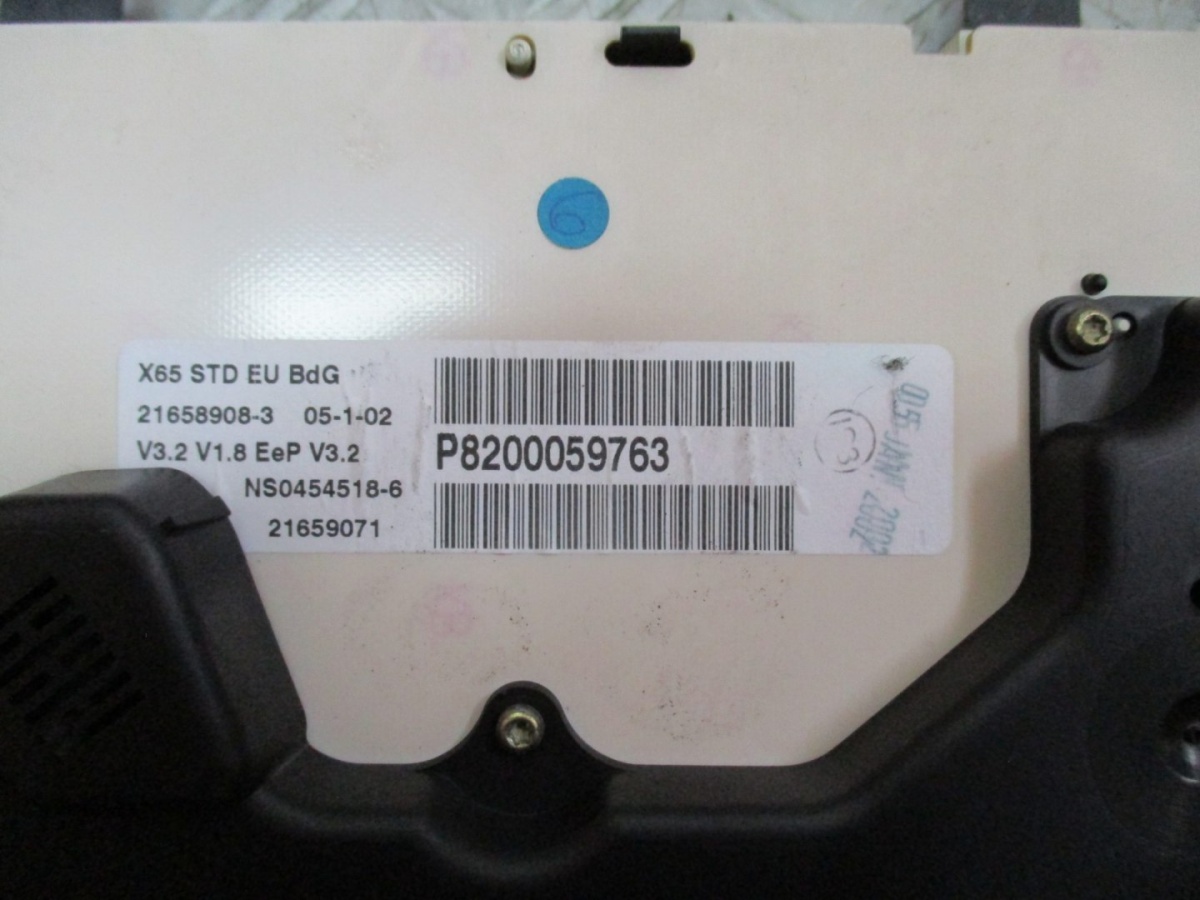 6
X65 STD EU BdG
21658908-3 05-1-02
V3.2 V1.8 EeP V3.2
NS0454518-6
21659071
P8200059763
05 JAN. 2002